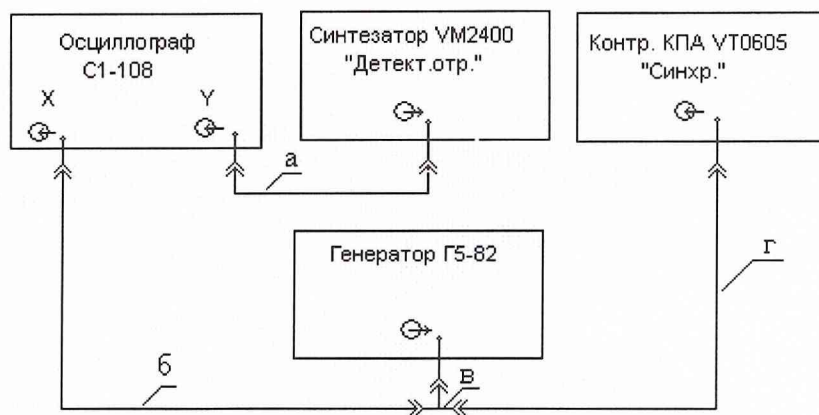 Осциллограф
С1-108
X
Y
Синтезатор VM2400
"Детект.отр."
Контр. КПА VT0605
"Синхр."
а
Генератор Г5-82
г
б
в